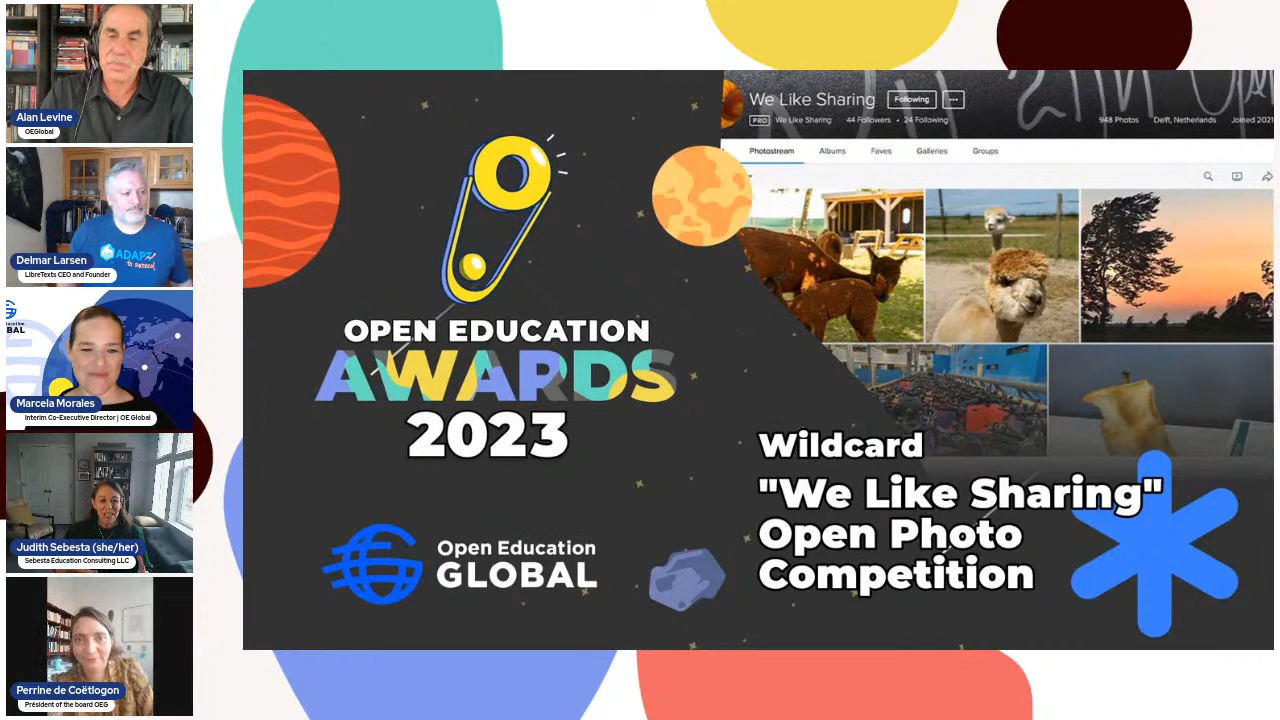 Alan Levine
OEGlobal
Delmar Larsen
LibreTexts CEO and Founder
Marcela Morales
Interim Co-Executive Director | OE Global
Judith Sebesta (she/her)
Sebesta Education Consulting LLC
Perrine de Coëtlogon
Président of the board OEG
OPEN EDUCATION
AWARDS
2023
Open Education
GLOBAL
We Like Sharing
Following
PRO We Like Sharing 44 Followers • 24 Following
948 Photos Delft, Netherlands Joined 2021
Photostream Albums Faves Galleries Groups
Wildcard
"We Like Sharing"
Open Photo
Competition